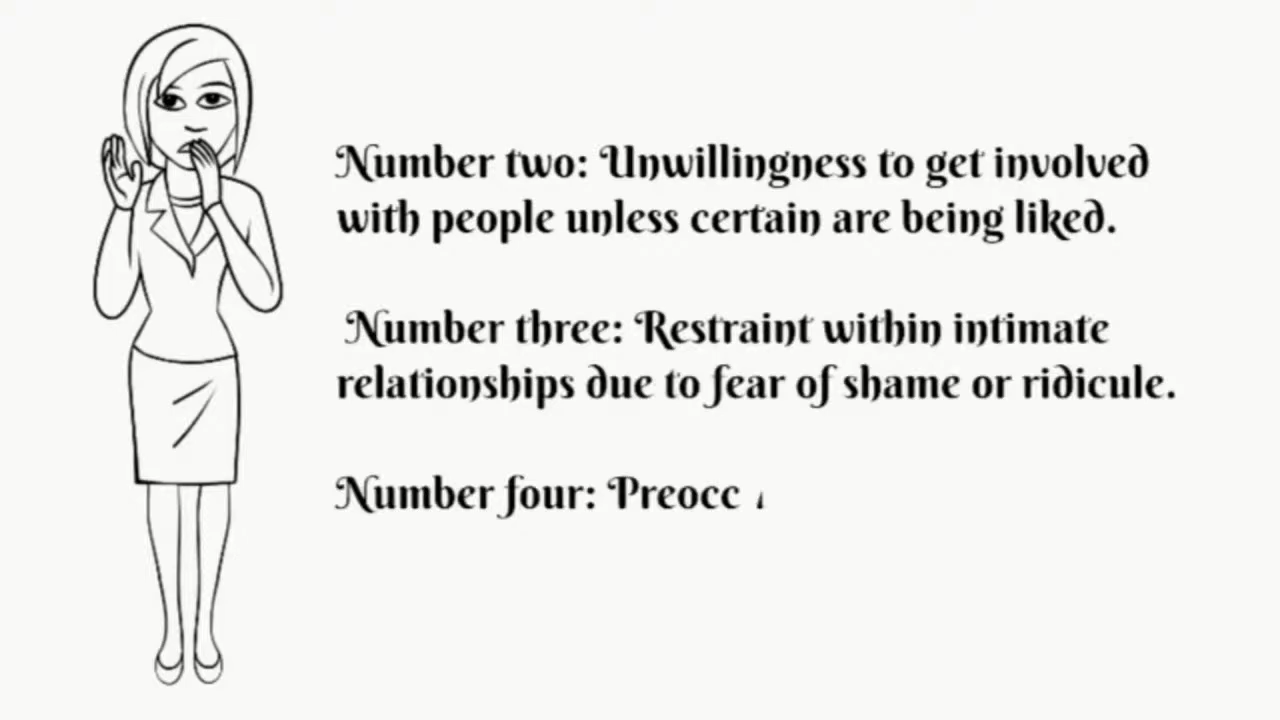 Number two: Unwillingness to get involved
with people unless certain are being liked.
Number three: Restraint within intimate
relationships due to fear of shame or ridicule.
Number four: Preocc